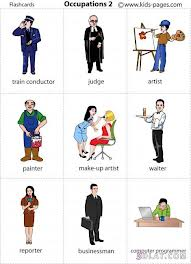 Flashcards
Occupations 2
www.kids-pages.com
train conductor
judge
artist
painter
make-up artist
waiter
reporter
businessman
computer programmer